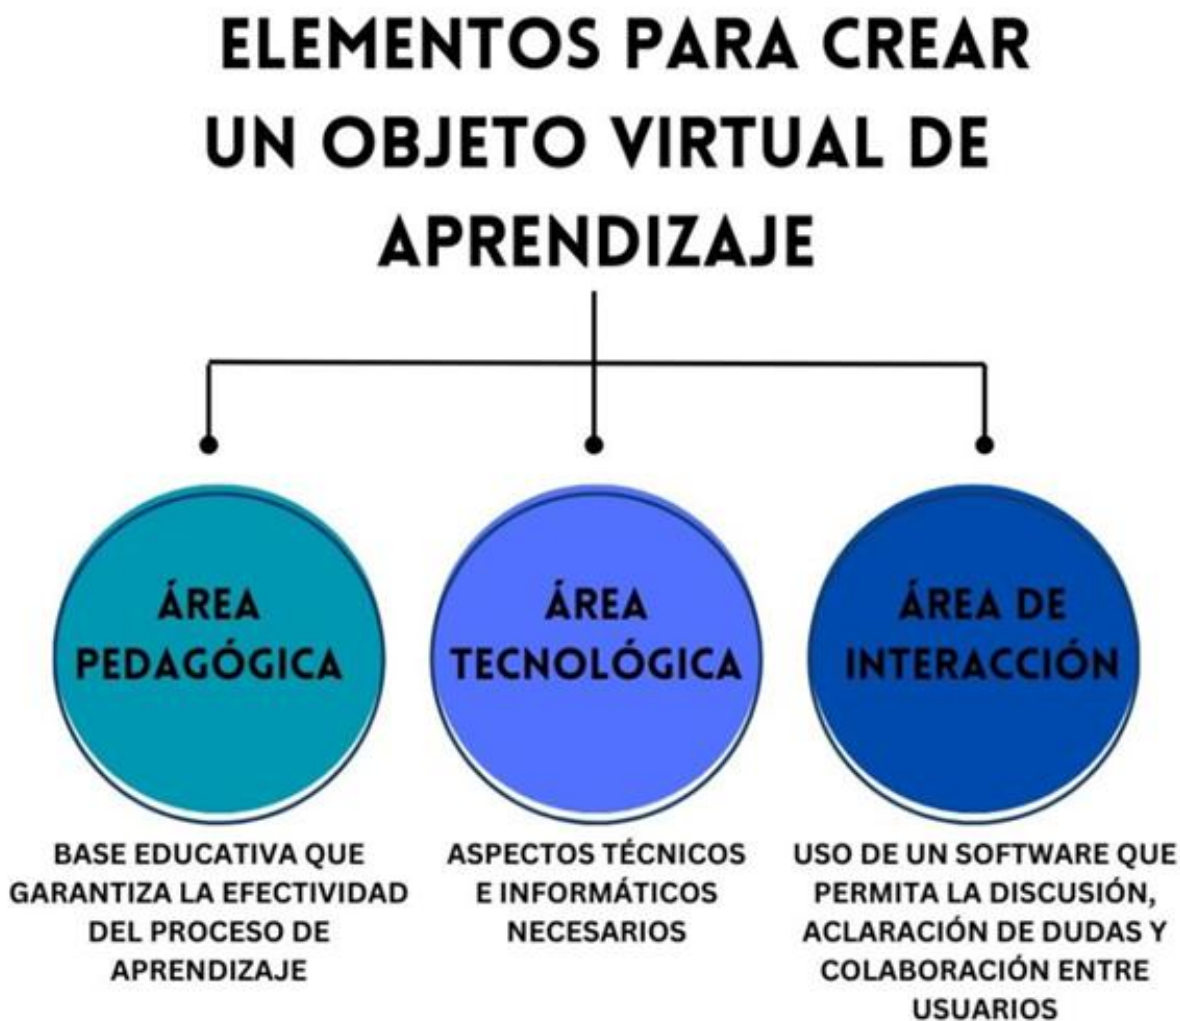 ELEMENTOS PARA CREAR
UN OBJETO VIRTUAL DE
APRENDIZAJE
ÁREA
PEDAGÓGICA
BASE EDUCATIVA QUE
GARANTIZA LA EFECTIVIDAD
DEL PROCESO DE
APRENDIZAJE
ÁREA
TECNOLÓGICA
ASPECTOS TÉCNICOS
E INFORMÁTICOS
NECESARIOS
ÁREA DE
INTERACCIÓN
USO DE UN SOFTWARE QUE
PERMITA LA DISCUSIÓN,
ACLARACIÓN DE DUDAS Y
COLABORACIÓN ENTRE
USUARIOS